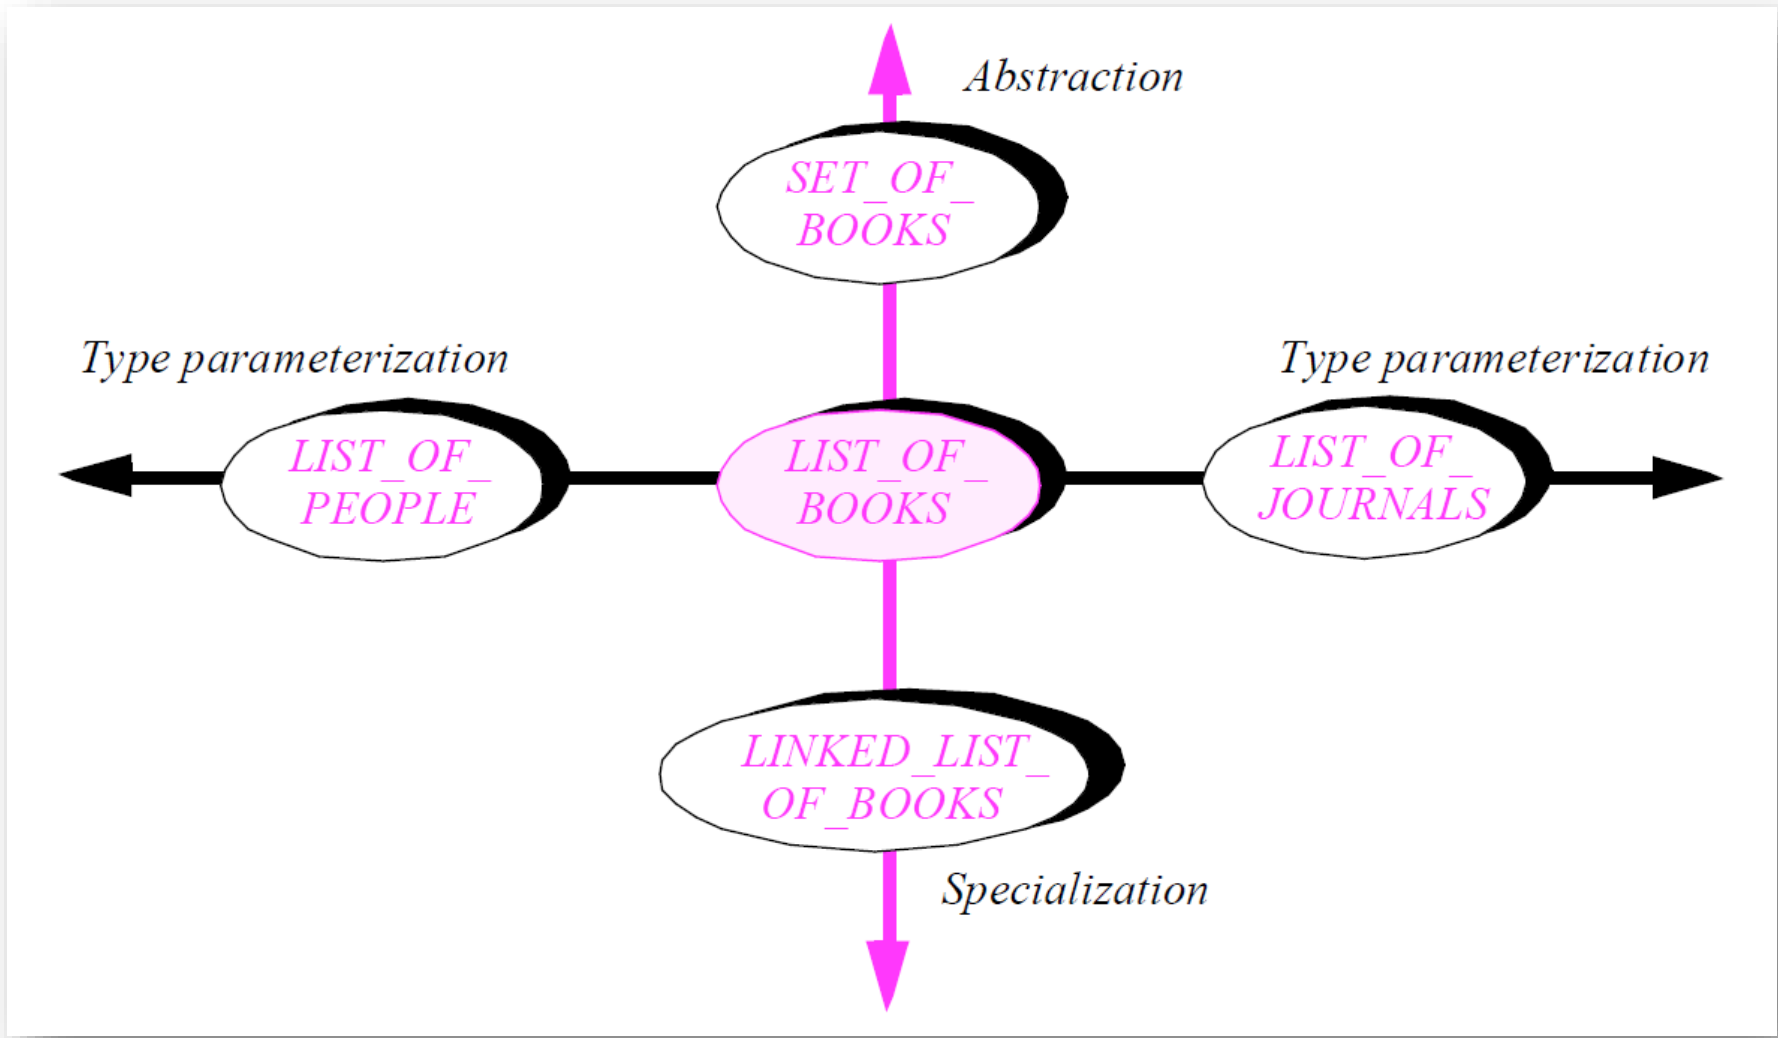 Abstraction
SET_OF_
BOOKS
Type parameterization
Type parameterization
LIST_OF_
PEOPLE
LIST_OF_
BOOKS
LIST_OF_
JOURNALS
LINKED_LIST_
OF_BOOKS
Specialization